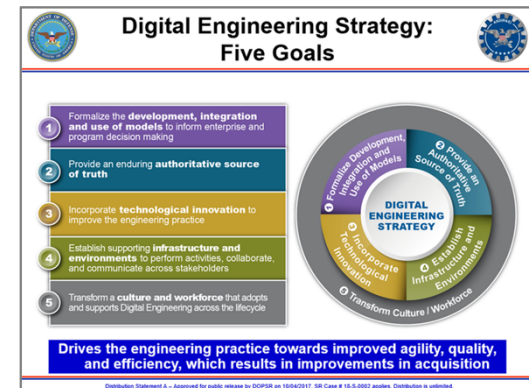 Digital Engineering Strategy:
Five Goals
1
Formalize the development, integration
and use of models to inform enterprise and
program decision making
2
Provide an enduring authoritative source
of truth
3
Incorporate technological innovation to
improve the engineering practice
4
Establish supporting infrastructure and
environments to perform activities, collaborate,
and communicate across stakeholders
5
Transform a culture and workforce that adopts
and supports Digital Engineering across the lifecycle
1 Formalize Development,
Integration and
Use of Models
2 Provide an
Authoritative
Source of Truth
DIGITAL
ENGINEERING
STRATEGY
3 Incorporate
Technological
Innovation
4 Establish
Infrastructure and
Environments
5 Transform Culture / Workforce
Drives the engineering practice towards improved agility, quality,
and efficiency, which results in improvements in acquisition
Distribution Statement A – Approved for public release by DOPSR on 10/04/2017. SR Case # 18-S-0002 applies. Distribution is unlimited.